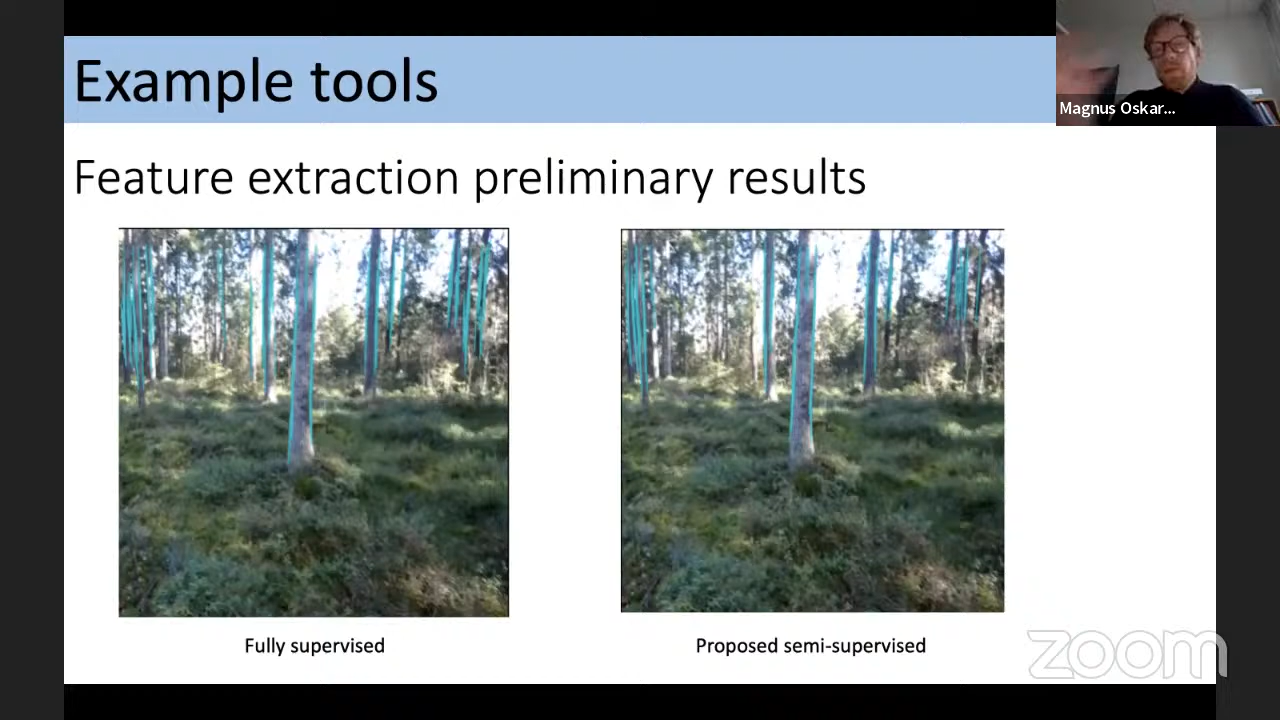 Example tools
Magnus Oskar...
Feature extraction preliminary results
Fully supervised
Proposed semi-supervised
zoom